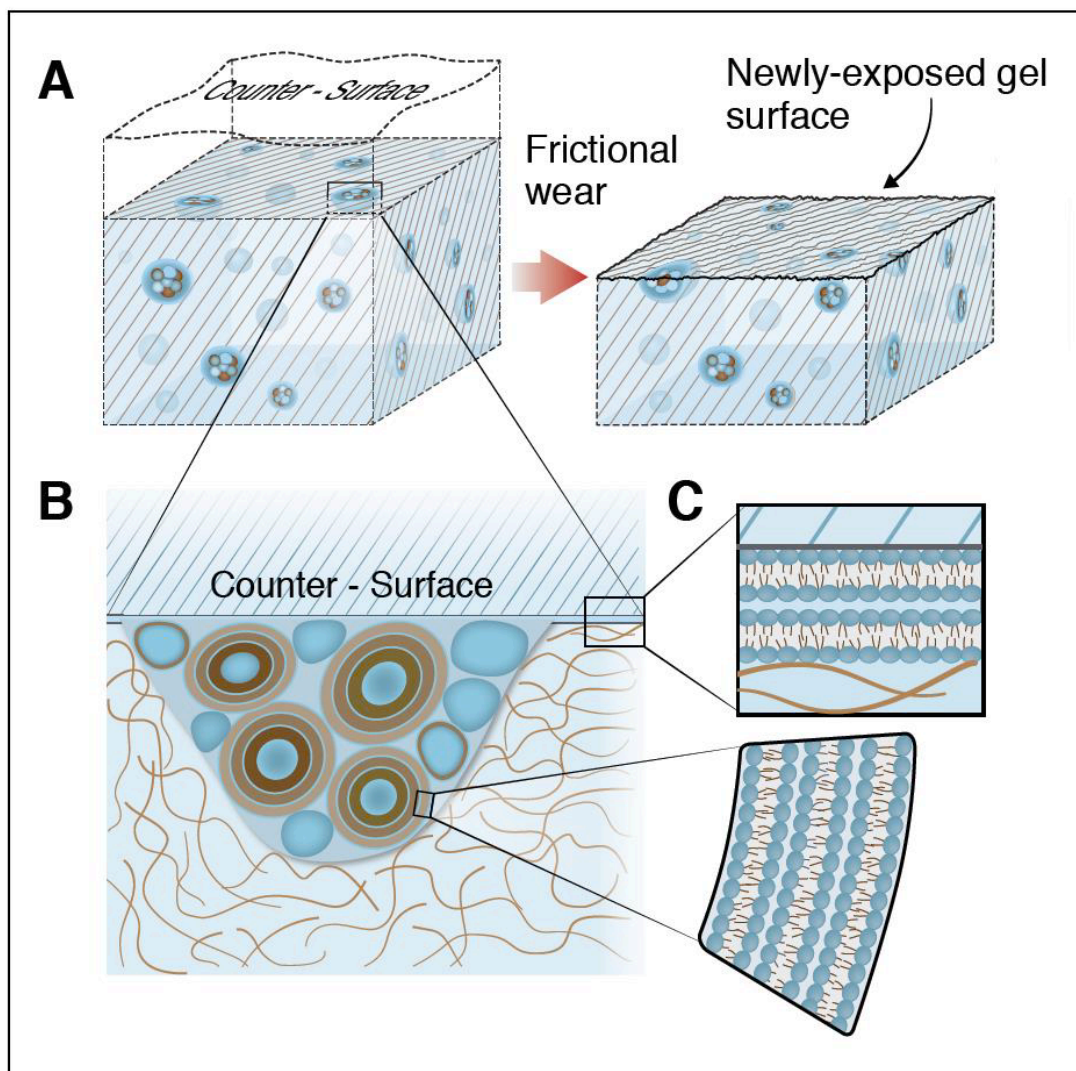 A
Counter - Surface
Newly-exposed gel
surface
Frictional
wear
B
Counter - Surface
C